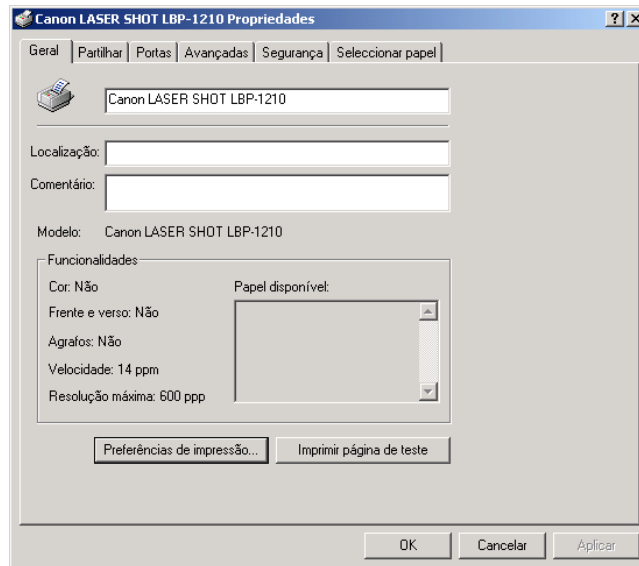 Canon LASER SHOT LBP-1210 Propriedades
Geral Partilhar Portas Avançadas Segurança Seleccionar papel
Canon LASER SHOT LBP-1210
Localização:
Comentário:
Modelo: Canon LASER SHOT LBP-1210
Funcionalidades
Cor: Não Papel disponível:
Frente e verso: Não
Agrafos: Não
Velocidade: 14 ppm
Resolução máxima: 600 ppp
Preferências de impressão... Imprimir página de teste
OK Cancelar Aplicar